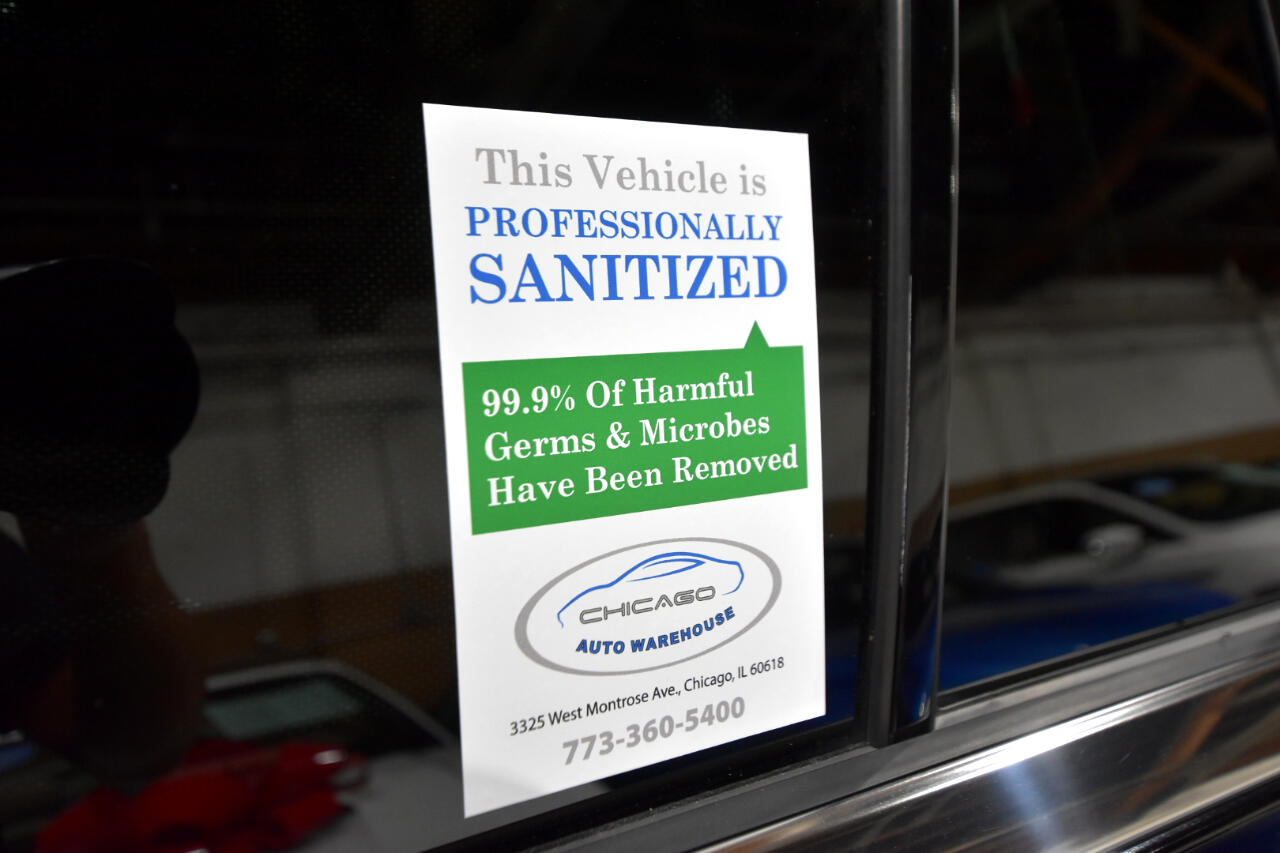 This Vehicle is
PROFESSIONALLY
SANITIZED
99.9% Of Harmful
Germs & Microbes
Have Been Removed
CHICAGO
AUTO WAREHOUSE
3325 West Montrose Ave., Chicago, IL 60618
773-360-5400